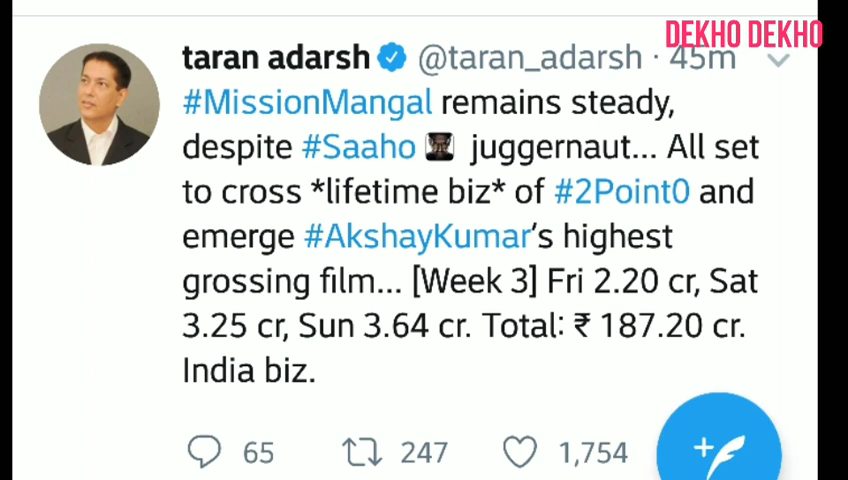 DEKHO DEKHO
taran adarsh @taran_adarsh · 45m
#MissionMangal remains steady,
despite #Saaho juggernaut... All set
to cross *lifetime biz* of #2Point0 and
emerge #AkshayKumar's highest
grossing film... [Week 3] Fri 2.20 cr, Sat
3.25 cr, Sun 3.64 cr. Total: ₹ 187.20 cr.
India biz.
65 247 1,754